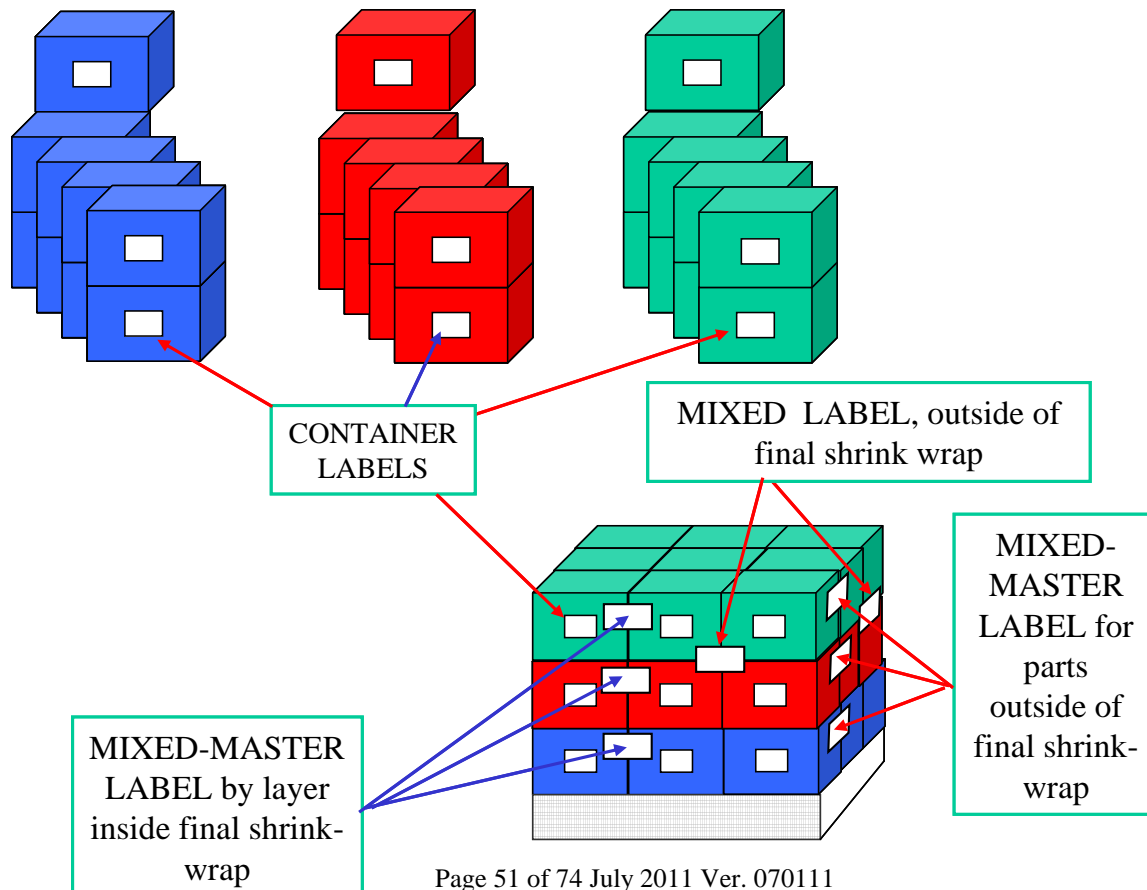 CONTAINER
LABELS
MIXED LABEL, outside of
final shrink wrap
MIXED-
MASTER
LABEL for
parts
outside of
final shrink-
wrap
MIXED-MASTER
LABEL by layer
inside final shrink-
wrap
Page 51 of 74 July 2011 Ver. 070111